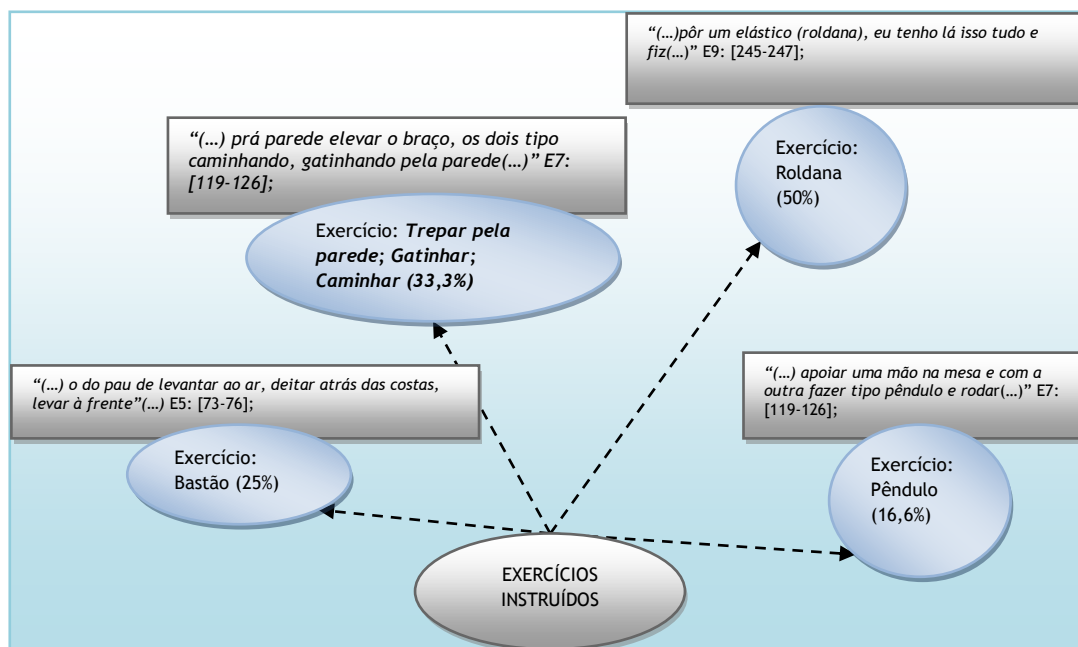 “(…)pôr um elástico (roldana), eu tenho lá isso tudo e
fiz(…)” E9: [245-247];
“(…) prá parede elevar o braço, os dois tipo
caminhando, gatinhando pela parede(…)” E7:
[119-126];
Exercício:
Roldana
(50%)
Exercício: Trepar pela
parede; Gatinhar;
Caminhar (33,3%)
“(…) o do pau de levantar ao ar, deitar atrás das costas,
levar à frente”(…) E5: [73-76];
“(…) apoiar uma mão na mesa e com a
outra fazer tipo pêndulo e rodar(…)” E7:
[119-126];
Exercício:
Bastão (25%)
Exercício:
Pêndulo
(16,6%)
EXERCÍCIOS
INSTRUÍDOS